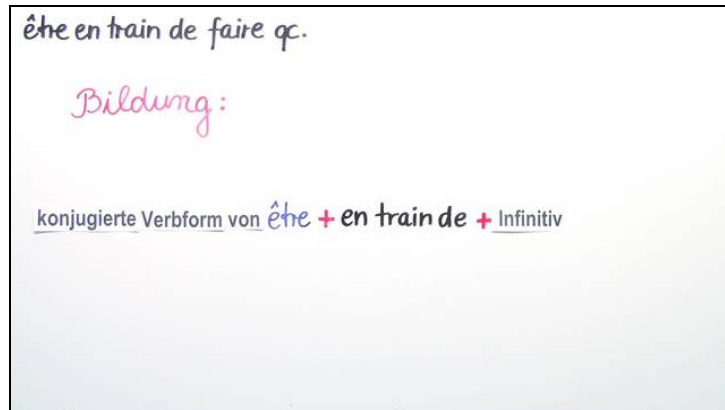 être en train de faire qc.
Bildung:
konjugierte Verbform von être + en train de + Infinitiv